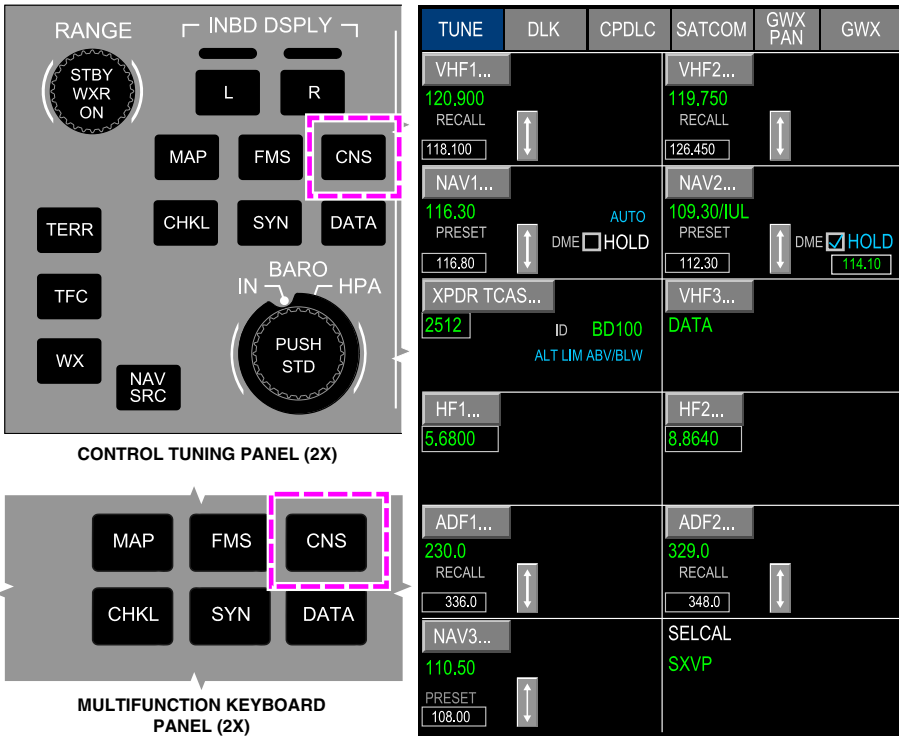 RANGE
INBD DSPLY
STBY
WXR
ON
L
R
MAP
FMS
CNS
CHKL
SYN
DATA
TERR
TFC
WX
NAV
SRC
BARO
IN
HPA
PUSH
STD
CONTROL TUNING PANEL (2X)
MAP
FMS
CNS
CHKL
SYN
DATA
MULTIFUNCTION KEYBOARD
PANEL (2X)
TUNE
DLK
CPDLC
SATCOM
GWX
PAN
GWX
VHF1...
120.900
RECALL
118.100
VHF2...
119.750
RECALL
126.450
NAV1...
116.30
PRESET
116.80
AUTO
DME HOLD
NAV2...
109.30/IUL
PRESET
112.30
DME HOLD
114.10
XPDR TCAS...
2512
ID
BD100
ALT LIM ABV/BLW
VHF3...
DATA
HF1...
5.6800
HF2...
8.8640
ADF1...
230.0
RECALL
336.0
ADF2...
329.0
RECALL
348.0
NAV3...
110.50
PRESET
108.00
SELCAL
SXVP